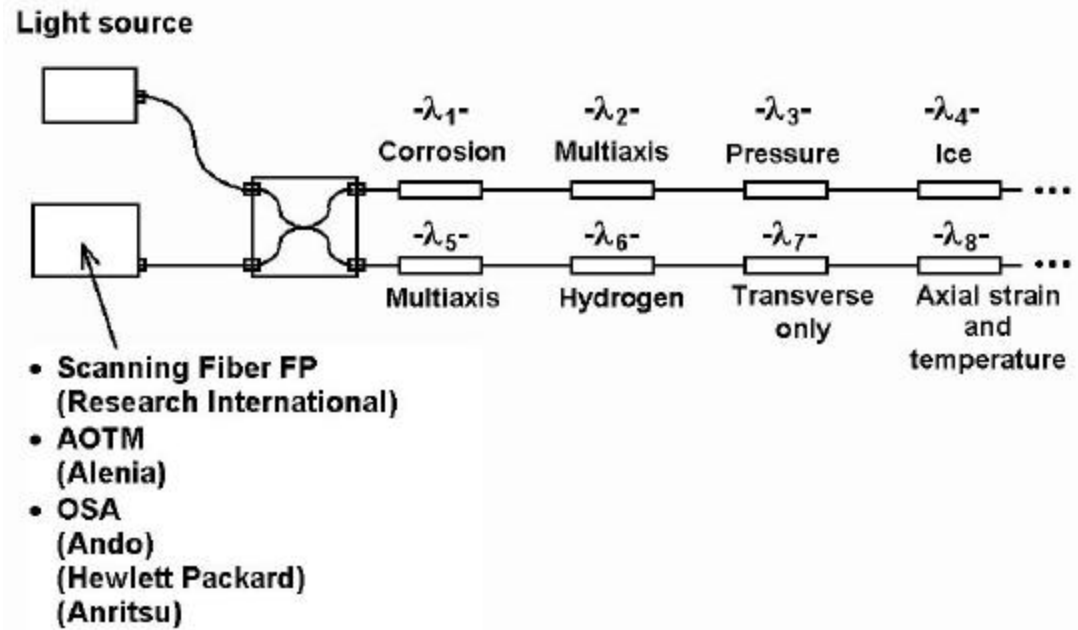 Light source
-λ1- -λ2- -λ3- -λ4-
Corrosion Multiaxis Pressure Ice
-λ5- -λ6- -λ7- -λ8-
Multiaxis Hydrogen Transverse only Axial strain and temperature
• Scanning Fiber FP
(Research International)
• AOTM
(Alenia)
• OSA
(Ando)
(Hewlett Packard)
(Anritsu)